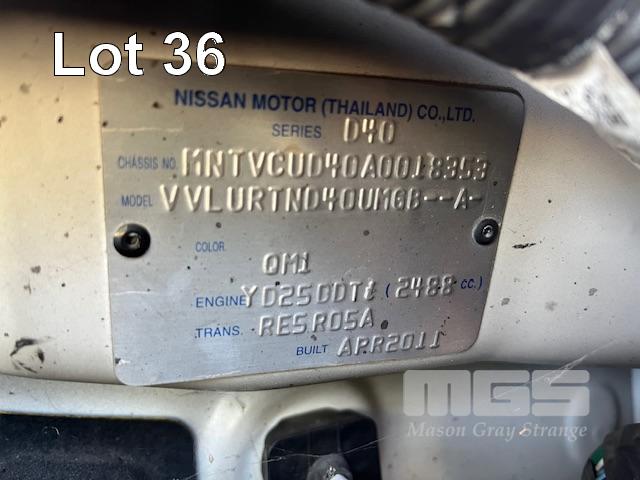 Lot 36
NISSAN MOTOR (THAILAND) CO.,LTD.
SERIES D40
CHASSIS NO. MNTVCUD40A0018353
MODEL VVLURTND40UMGB--A-
COLOR
QM1
ENGINE YD25DDTi (2488 CC.)
TRANS. RE5R05A
BUILT APR2011
MGS
Mason Gray Strange